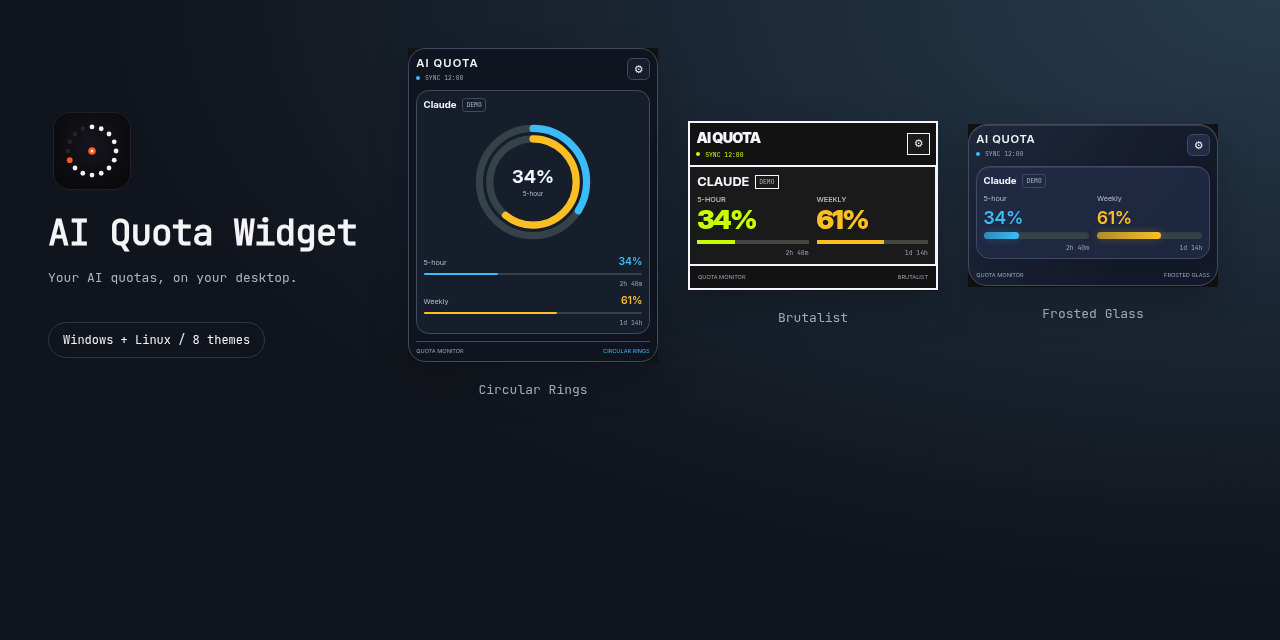 AI Quota Widget
Your AI quotas, on your desktop.
Windows + Linux / 8 themes
AI QUOTA
SYNC 12:00
Claude DEMO
34%
5-hour
5-hour 34%
2h 40m
Weekly 61%
1d 14h
QUOTA MONITOR CIRCULAR RINGS
Circular Rings
AI QUOTA
SYNC 12:00
CLAUDE DEMO
5-HOUR WEEKLY
34% 61%
2h 40m 1d 14h
QUOTA MONITOR BRUTALIST
Brutalist
AI QUOTA
SYNC 12:00
Claude DEMO
5-hour Weekly
34% 61%
2h 40m 1d 14h
QUOTA MONITOR FROSTED GLASS
Frosted Glass